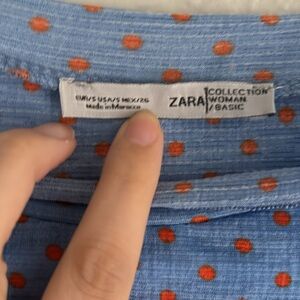 EUR/S USA/S MEX/26
Made in Morocco
ZARA
COLLECTION
WOMAN
/BASIC